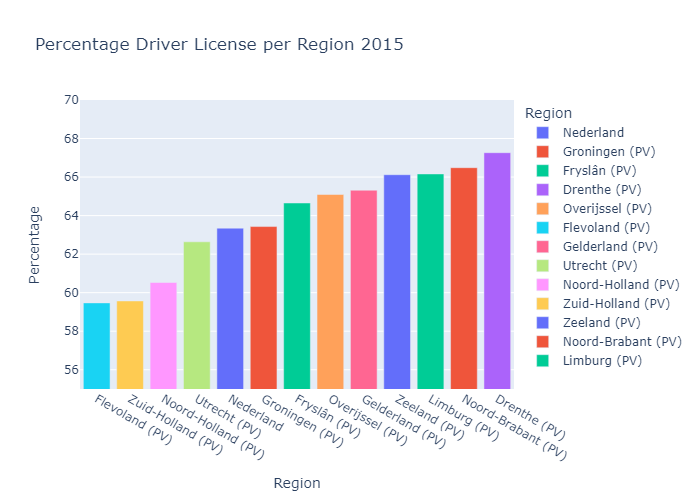 Percentage Driver License per Region 2015
70
68
66
64
62
60
58
56
Percentage
Flevoland (PV)
Zuid-Holland (PV)
Noord-Holland (PV)
Utrecht (PV)
Nederland
Groningen (PV)
Fryslân (PV)
Overijssel (PV)
Gelderland (PV)
Zeeland (PV)
Limburg (PV)
Noord-Brabant (PV)
Drenthe (PV)
Region
Region
Nederland
Groningen (PV)
Fryslân (PV)
Drenthe (PV)
Overijssel (PV)
Flevoland (PV)
Gelderland (PV)
Utrecht (PV)
Noord-Holland (PV)
Zuid-Holland (PV)
Zeeland (PV)
Noord-Brabant (PV)
Limburg (PV)